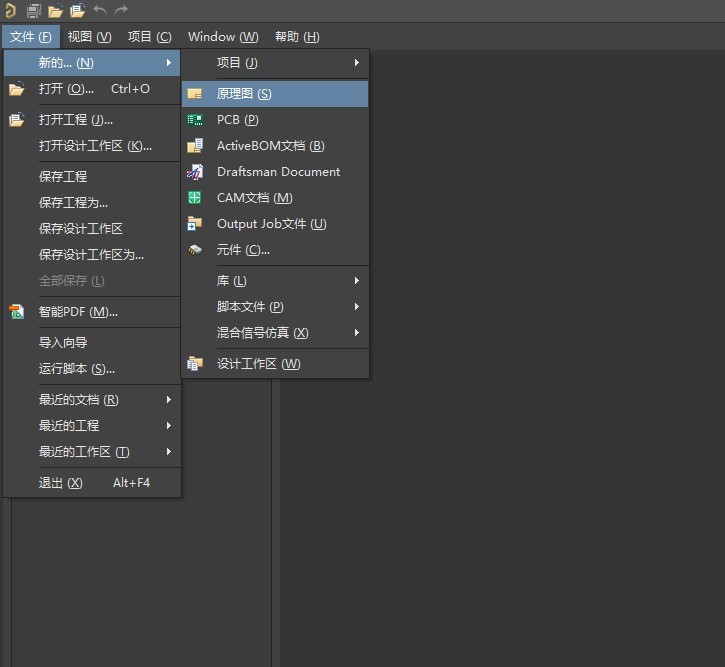 文件 (F) 视图 (V) 项目 (C) Window (W) 帮助 (H)
新的... (N)
打开 (O)... Ctrl+O
打开工程 (J)...
打开设计工作区 (K)...
保存工程
保存工程为...
保存设计工作区
保存设计工作区为...
全部保存 (L)
智能PDF (M)...
导入向导
运行脚本 (S)...
最近的文档 (R)
最近的工程
最近的工作区 (T)
退出 (X) Alt+F4
项目 (J)
原理图 (S)
PCB (P)
ActiveBOM文档 (B)
Draftsman Document
CAM文档 (M)
Output Job文件 (U)
元件 (C)...
库 (L)
脚本文件 (P)
混合信号仿真 (X)
设计工作区 (W)